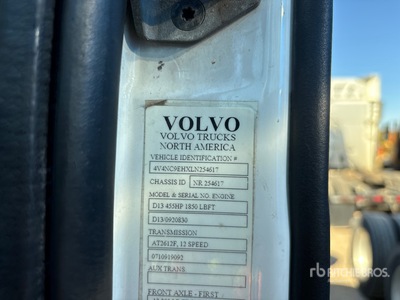 VOLVO
VOLVO TRUCKS
NORTH AMERICA
VEHICLE IDENTIFICATION #
4V4NC9EHXLN254617
CHASSIS ID NR 254617
MODEL & SERIAL NO. ENGINE
D13 455HP 1850 LBFT
D13/0920830
TRANSMISSION
AT2612F, 12 SPEED
0710919092
AUX TRANS
FRONT AXLE - FIRST
rb RITCHIE BROS